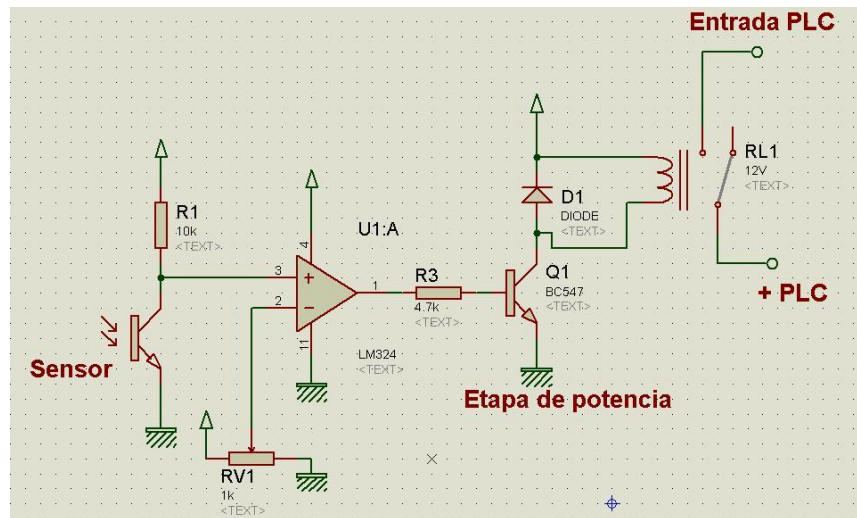 Entrada PLC
RL1
12V
<TEXT>
+ PLC
D1
DIODE
<TEXT>
R1
10k
<TEXT>
U1:A
4
3
2
1
11
+
−
LM324
<TEXT>
R3
4.7k
<TEXT>
Q1
BC547
<TEXT>
Sensor
Etapa de potencia
RV1
1k
<TEXT>